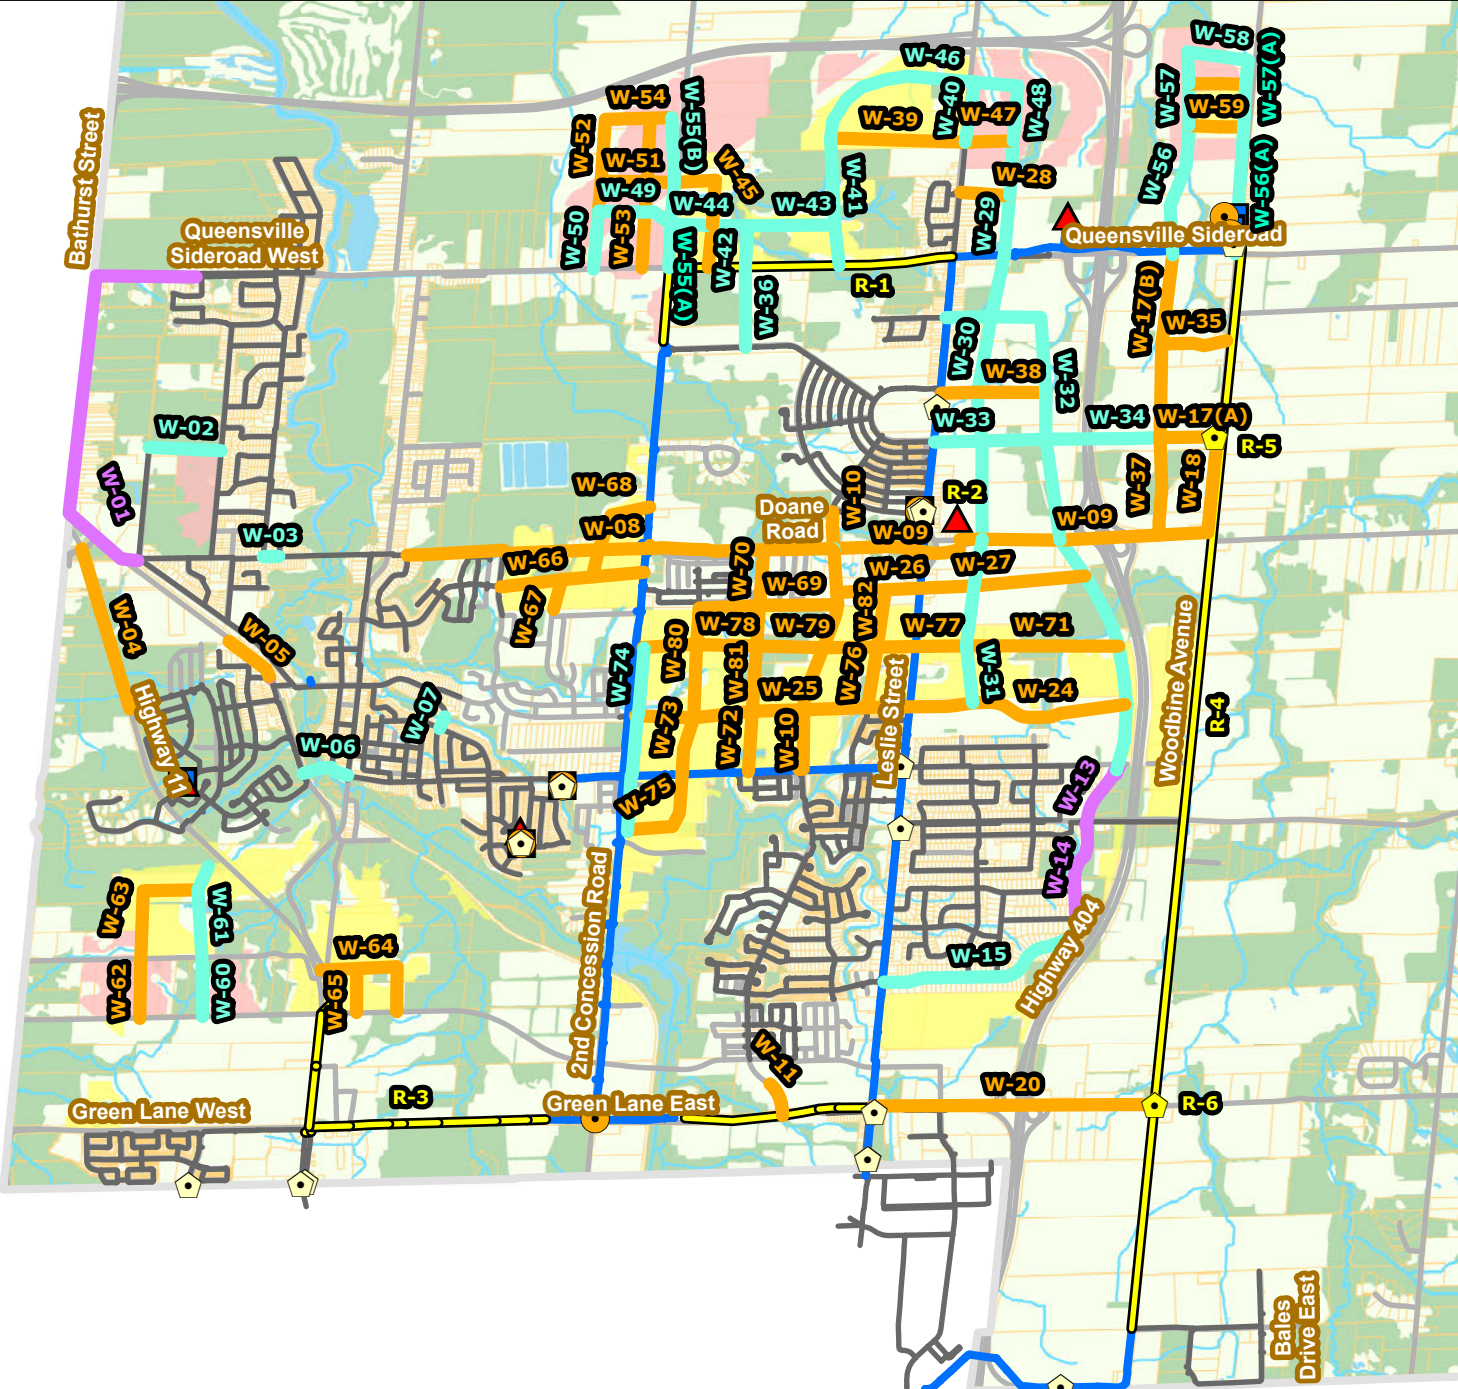 W-58
W-46
W-57(A)
W-54
W-55(B)
W-40
W-48
W-57
W-39
W-47
W-59
Bathurst Street
W-52
W-51
W-45
W-28
W-56
W-56(A)
W-49
W-44
W-43
W-41
W-29
Queensville
Sideroad West
W-50
W-53
W-55(A)
W-42
Queensville Sideroad
R-1
W-36
W-17(B)
W-35
W-30
W-38
W-32
W-02
W-33
W-34
W-17(A)
R-5
W-01
W-68
W-10
R-2
W-37
W-18
Doane
Road
W-03
W-08
W-09
W-09
W-66
W-70
W-69
W-26
W-27
W-04
W-67
W-82
W-05
W-80
W-78
W-79
W-77
W-71
Woodbine Avenue
W-74
W-81
W-25
W-76
W-31
W-24
Highway 11
W-07
W-73
W-72
W-10
Leslie Street
R-4
W-06
W-75
W-13
W-14
W-63
W-61
2nd Concession Road
W-64
W-15
Highway 404
W-62
W-60
W-65
W-11
W-20
R-3
Green Lane West
Green Lane East
R-6
Bales
Drive East